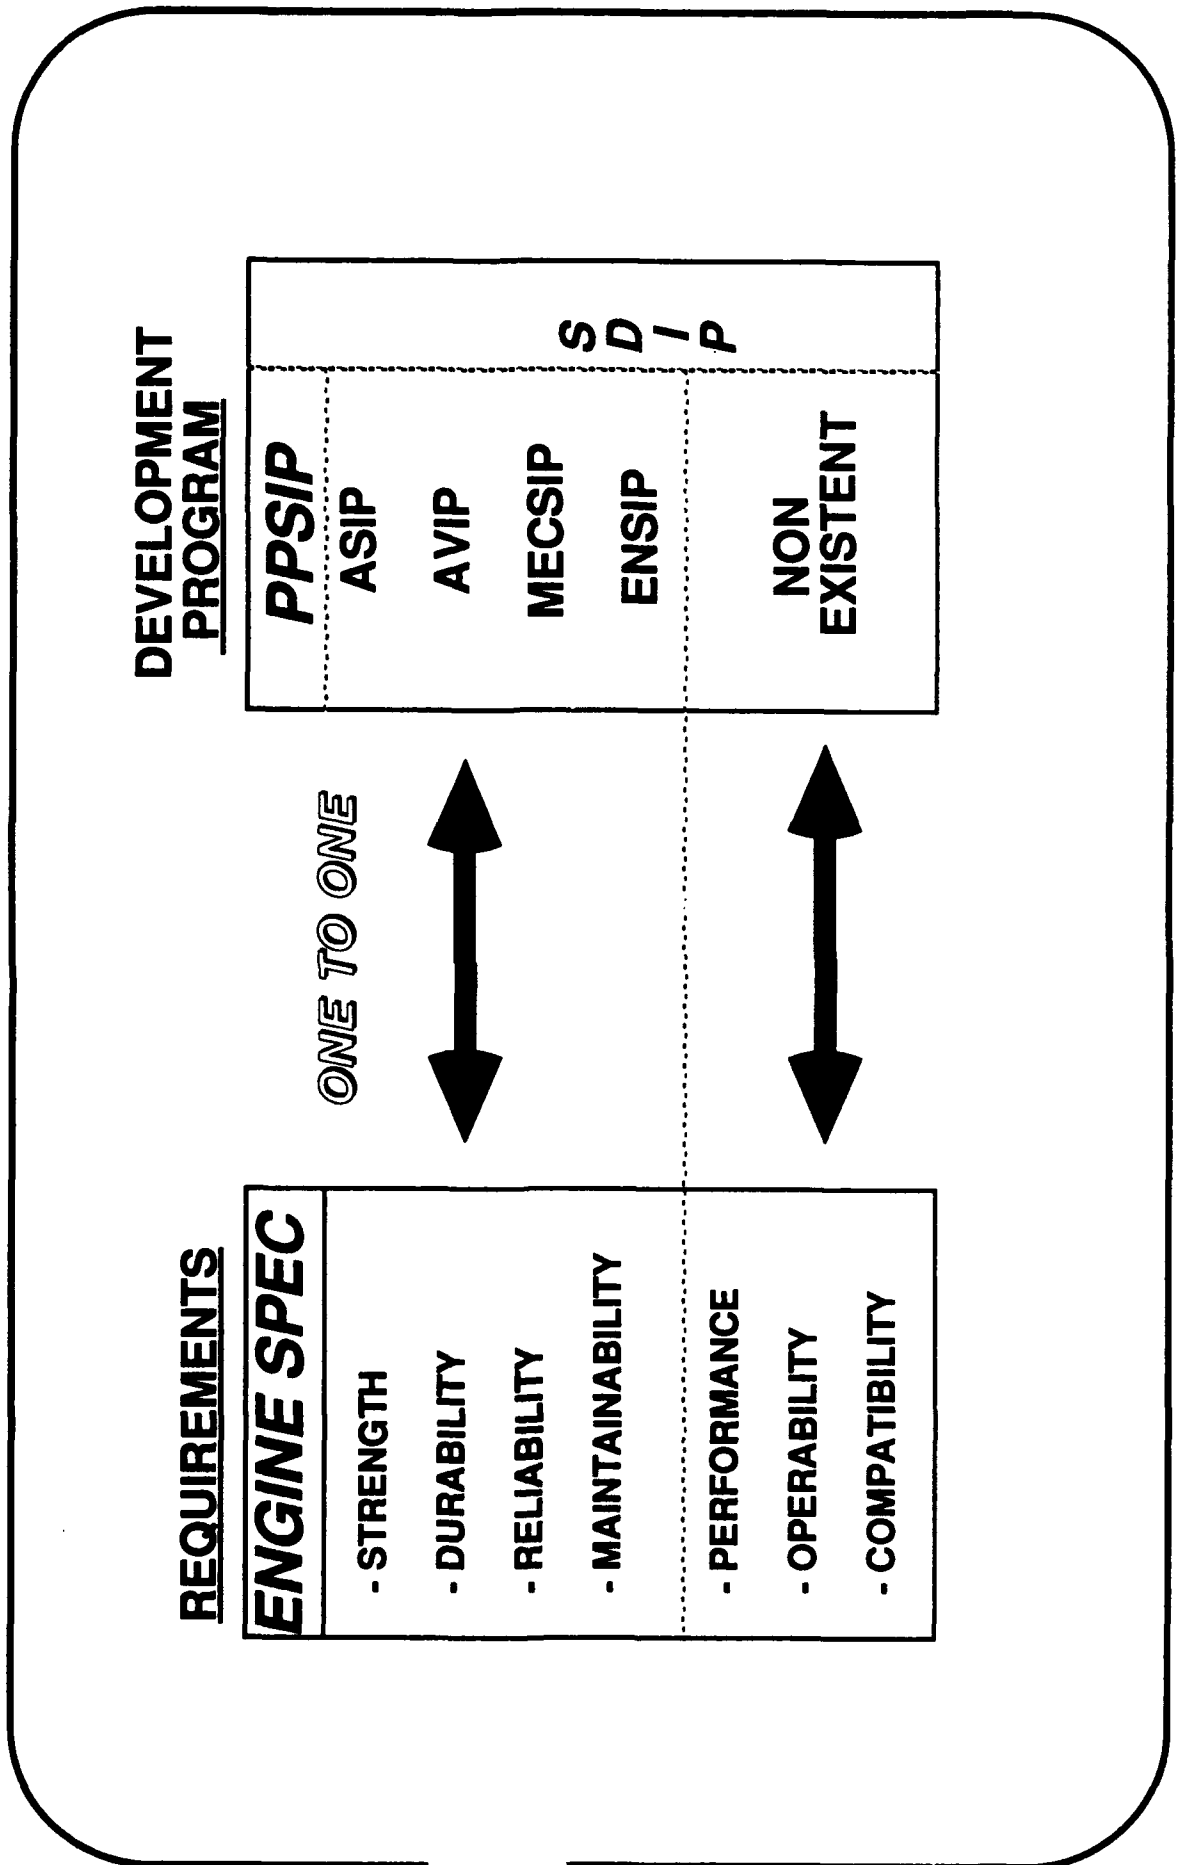 REQUIREMENTS
ENGINE SPEC
- STRENGTH
- DURABILITY
- RELIABILITY
- MAINTAINABILITY
- PERFORMANCE
- OPERABILITY
- COMPATIBILITY
ONE TO ONE
DEVELOPMENT
PROGRAM
PPSIP
ASIP
AVIP
MECSIP
ENSIP
NON
EXISTENT
S
D
I
P